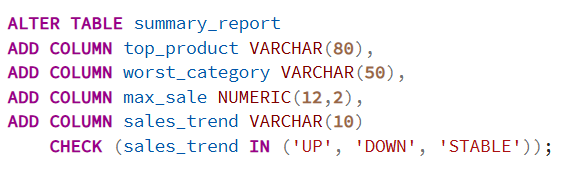 ALTER TABLE summary_report
ADD COLUMN top_product VARCHAR(80),
ADD COLUMN worst_category VARCHAR(50),
ADD COLUMN max_sale NUMERIC(12,2),
ADD COLUMN sales_trend VARCHAR(10)
    CHECK (sales_trend IN ('UP', 'DOWN', 'STABLE'));